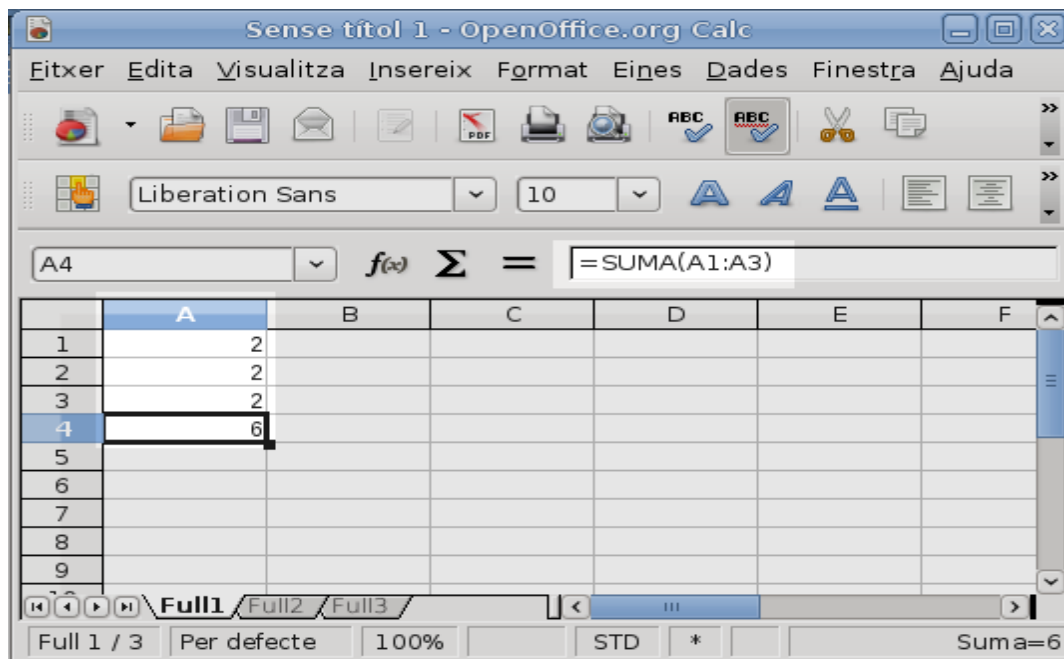 Sense títol 1 - OpenOffice.org Calc
Fitxer Edita Visualitza Insereix Format Eines Dades Finestra Ajuda
PDF ABC ABC
Liberation Sans 10 A A A
A4 f(x) Σ = =SUMA(A1:A3)
A B C D E F
1 2
2 2
3 2
4 6
5
6
7
8
9
Full1 Full2 Full3
Full 1 / 3 Per defecte 100% STD * Suma=6